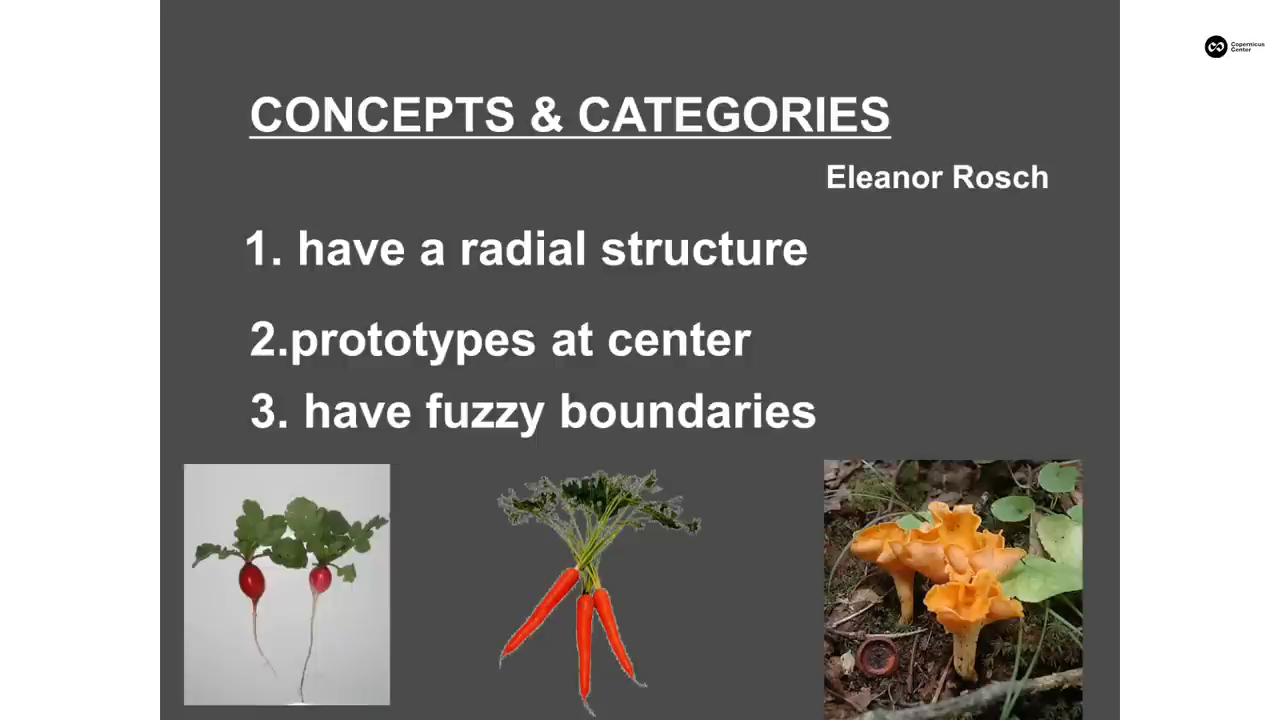 Copernicus
Center
CONCEPTS & CATEGORIES
Eleanor Rosch
1. have a radial structure
2.prototypes at center
3. have fuzzy boundaries